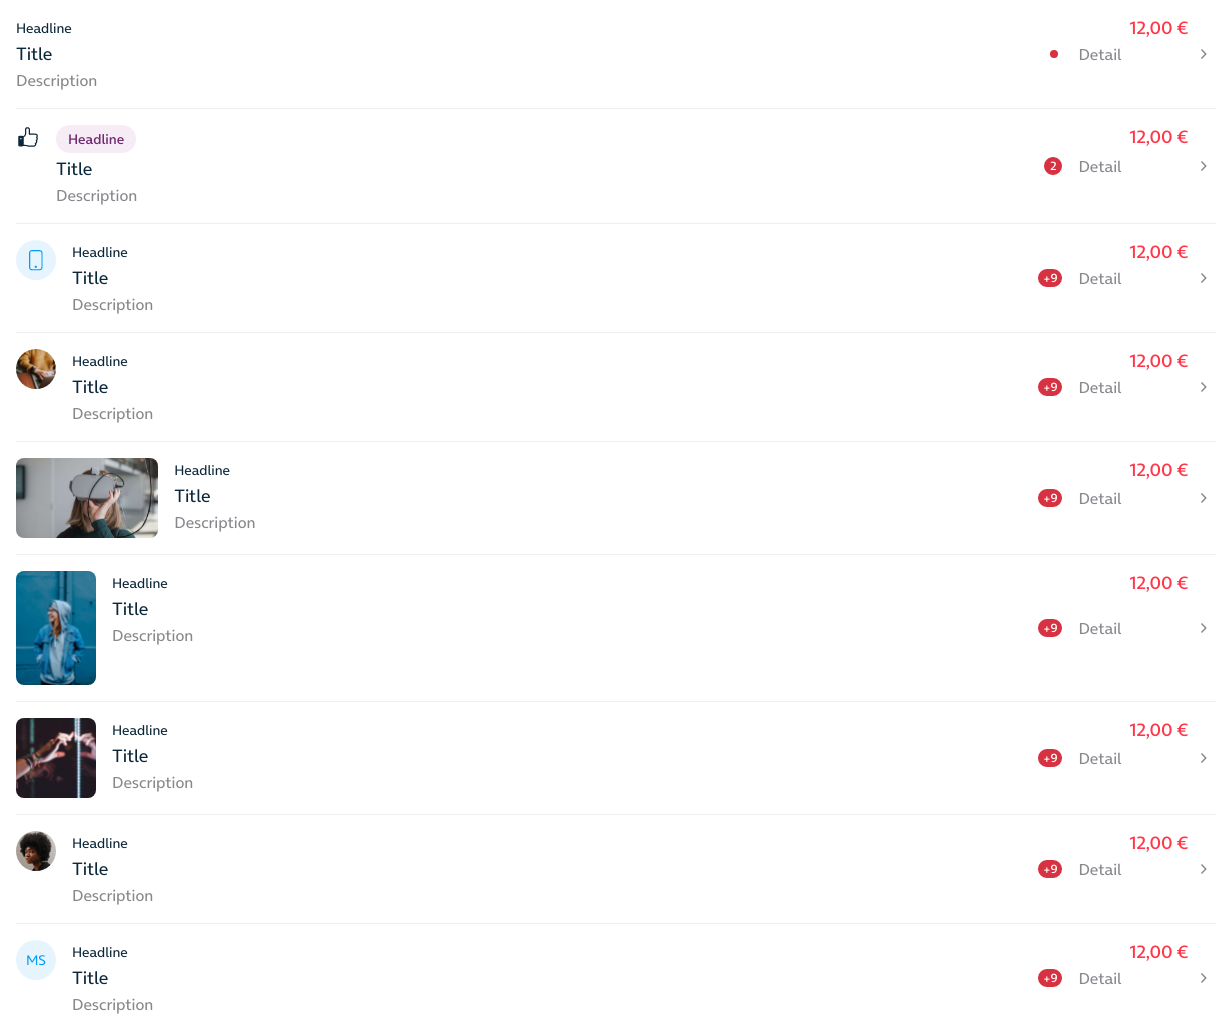 Headline
12,00 €
Title
Detail
Description
Headline
12,00 €
Title
2
Detail
Description
Headline
12,00 €
Title
+9
Detail
Description
Headline
12,00 €
Title
+9
Detail
Description
Headline
12,00 €
Title
+9
Detail
Description
Headline
12,00 €
Title
+9
Detail
Description
Headline
12,00 €
Title
+9
Detail
Description
Headline
12,00 €
Title
+9
Detail
Description
MS
Headline
12,00 €
Title
+9
Detail
Description